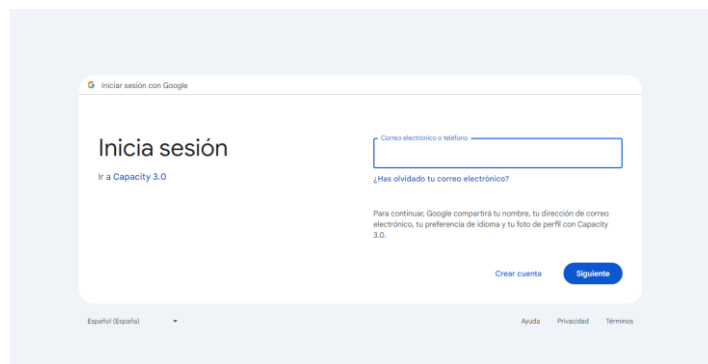 Iniciar sesión con Google
Inicia sesión
Ir a Capacity 3.0
Correo electrónico o teléfono
¿Has olvidado tu correo electrónico?
Para continuar, Google compartirá tu nombre, tu dirección de correo
electrónico, tu preferencia de idioma y tu foto de perfil con Capacity
3.0.
Crear cuenta
Siguiente
Español (España)
Ayuda
Privacidad
Términos